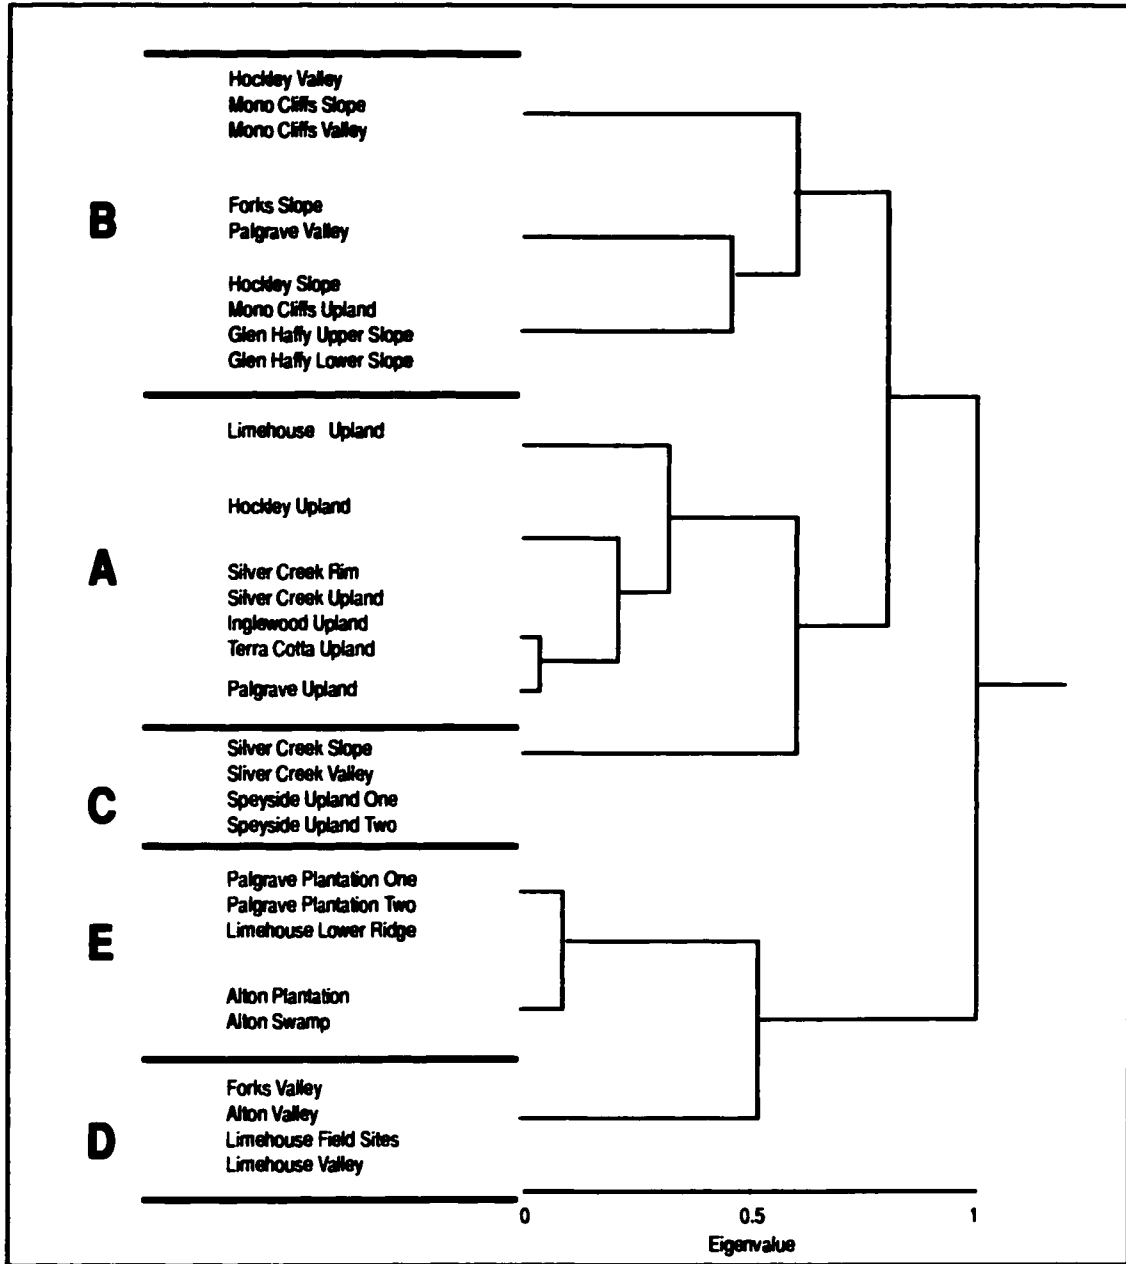 Hockley Valley
Mono Cliffs Slope
Mono Cliffs Valley
B
Forks Slope
Palgrave Valley
Hockley Slope
Mono Cliffs Upland
Glen Haffy Upper Slope
Glen Haffy Lower Slope
Limehouse Upland
Hockley Upland
A
Silver Creek Rim
Silver Creek Upland
Inglewood Upland
Terra Cotta Upland
Palgrave Upland
Silver Creek Slope
Sliver Creek Valley
C
Speyside Upland One
Speyside Upland Two
Palgrave Plantation One
Palgrave Plantation Two
Limehouse Lower Ridge
E
Alton Plantation
Alton Swamp
Forks Valley
Alton Valley
D
Limehouse Field Sites
Limehouse Valley
0 0.5 1
Eigenvalue